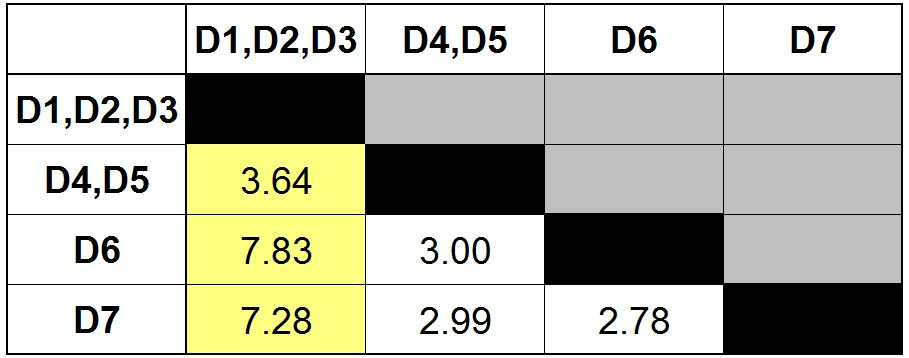 D1,D2,D3 D4,D5 D6 D7
D1,D2,D3
D4,D5 3.64
D6 7.83 3.00
D7 7.28 2.99 2.78